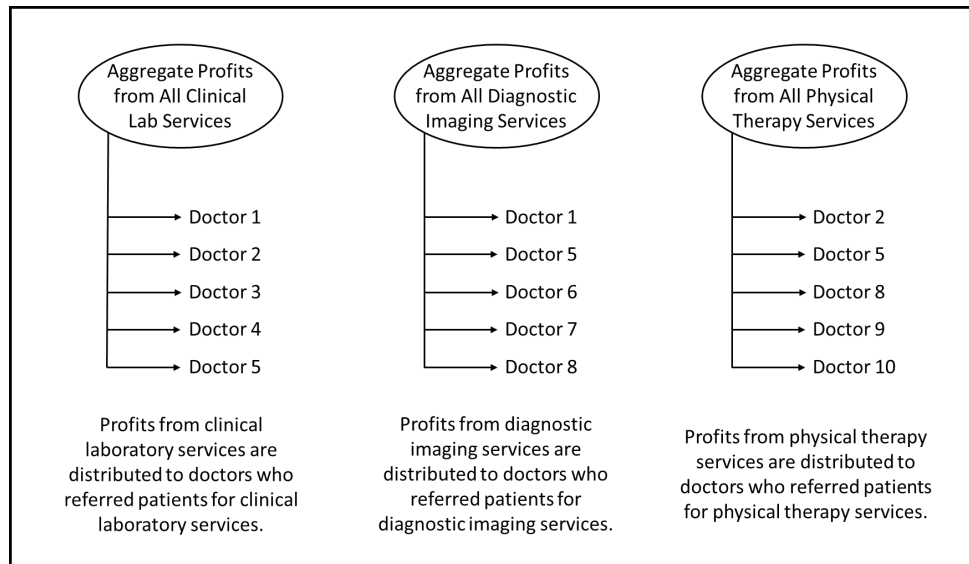 Aggregate Profits
from All Clinical
Lab Services
Doctor 1
Doctor 2
Doctor 3
Doctor 4
Doctor 5
Profits from clinical
laboratory services are
distributed to doctors who
referred patients for clinical
laboratory services.
Aggregate Profits
from All Diagnostic
Imaging Services
Doctor 1
Doctor 5
Doctor 6
Doctor 7
Doctor 8
Profits from diagnostic
imaging services are
distributed to doctors who
referred patients for
diagnostic imaging services.
Aggregate Profits
from All Physical
Therapy Services
Doctor 2
Doctor 5
Doctor 8
Doctor 9
Doctor 10
Profits from physical therapy
services are distributed to
doctors who referred patients
for physical therapy services.